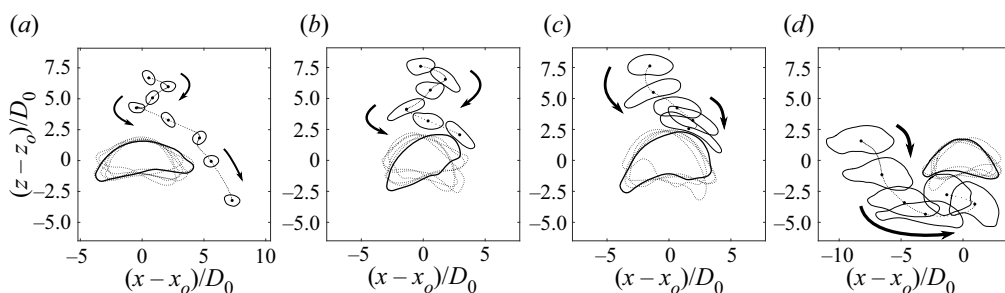 (a) (b) (c) (d)
7.5 7.5 7.5 7.5
5.0 5.0 5.0 5.0
2.5 2.5 2.5 2.5
0 0 0 0
−2.5 −2.5 −2.5 −2.5
−5.0 −5.0 −5.0 −5.0
(z – z_o)/D_0
−5 0 5 10 −5 0 5 −5 0 5 −10 −5 0
(x – x_o)/D_0 (x – x_o)/D_0 (x – x_o)/D_0 (x – x_o)/D_0